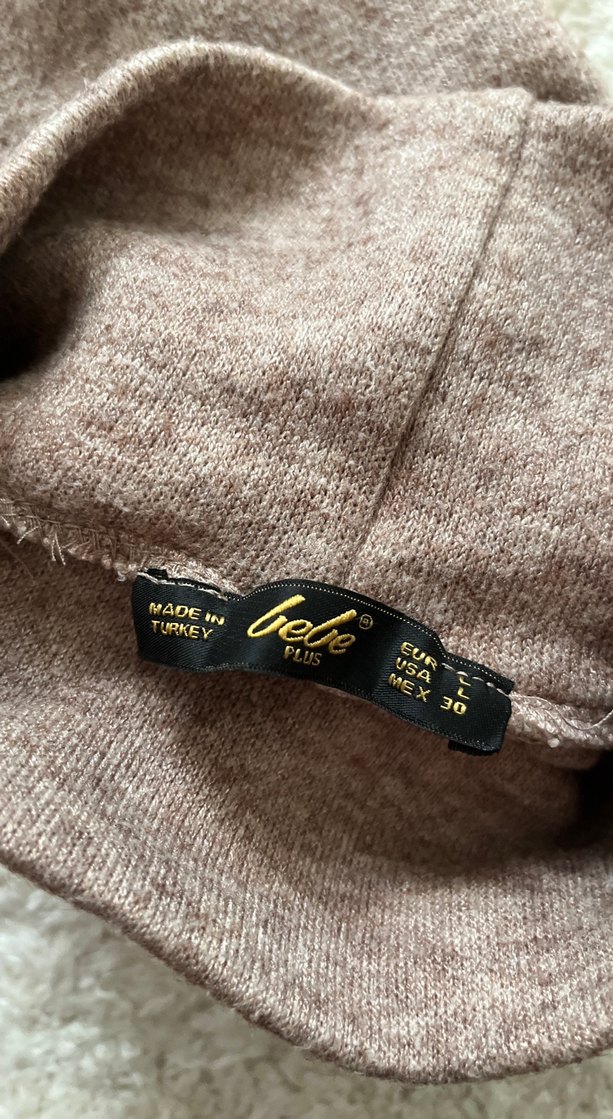 MADE IN
TURKEY
bebe®
PLUS
EUR L
USA L
MEX 30